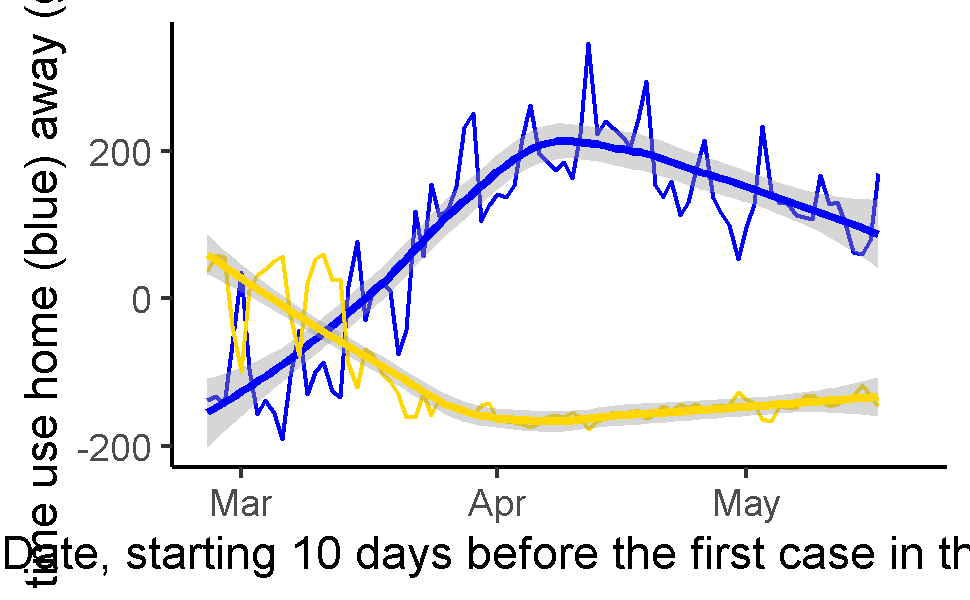 time use home (blue) away (
200
0
-200
Mar Apr May
Date, starting 10 days before the first case in th